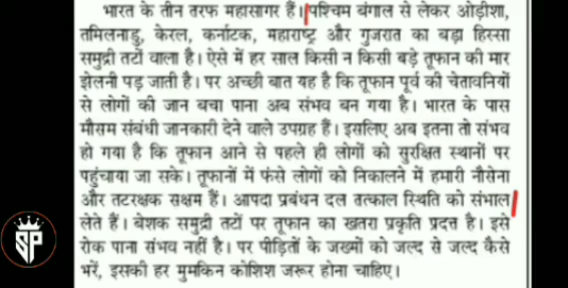 भारत के तीन तरफ महासागर हैं। पश्चिम बंगाल से लेकर ओड़ीशा,
तमिलनाडु, केरल, कर्नाटक, महाराष्ट्र और गुजरात का बड़ा हिस्सा
समुद्री तटों वाला है। ऐसे में हर साल किसी न किसी बड़े तूफान की मार
झेलनी पड़ जाती है। पर अच्छी बात यह है कि तूफान पूर्व की चेतावनियों
से लोगों की जान बचा पाना अब संभव बन गया है। भारत के पास
मौसम संबंधी जानकारी देने वाले उपग्रह हैं। इसलिए अब इतना तो संभव
हो गया है कि तूफान आने से पहले ही लोगों को सुरक्षित स्थानों पर
पहुंचाया जा सके। तूफानों में फंसे लोगों को निकालने में हमारी नौसेना
और तटरक्षक सक्षम हैं। आपदा प्रबंधन दल तत्काल स्थिति को संभाल
लेते हैं। बेशक समुद्री तटों पर तूफान का खतरा प्रकृति प्रदत्त है। इसे
रोक पाना संभव नहीं है। पर पीड़ितों के जख्मों को जल्द से जल्द कैसे
भरें, इसकी हर मुमकिन कोशिश जरूर होना चाहिए।
SP